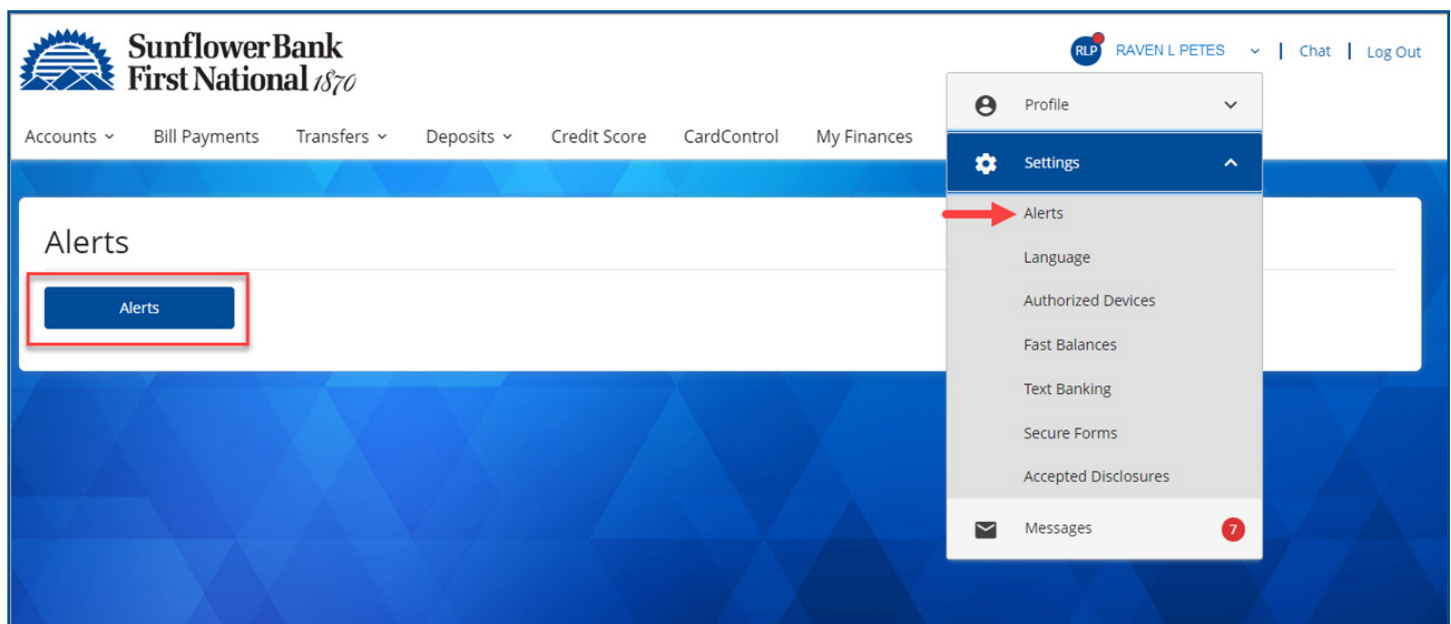 Sunflower Bank
First National 1870
RLP RAVEN L PETES | Chat | Log Out
Accounts Bill Payments Transfers Deposits Credit Score CardControl My Finances
Profile
Settings
Alerts
Language
Authorized Devices
Fast Balances
Text Banking
Secure Forms
Accepted Disclosures
Messages 7
Alerts
Alerts